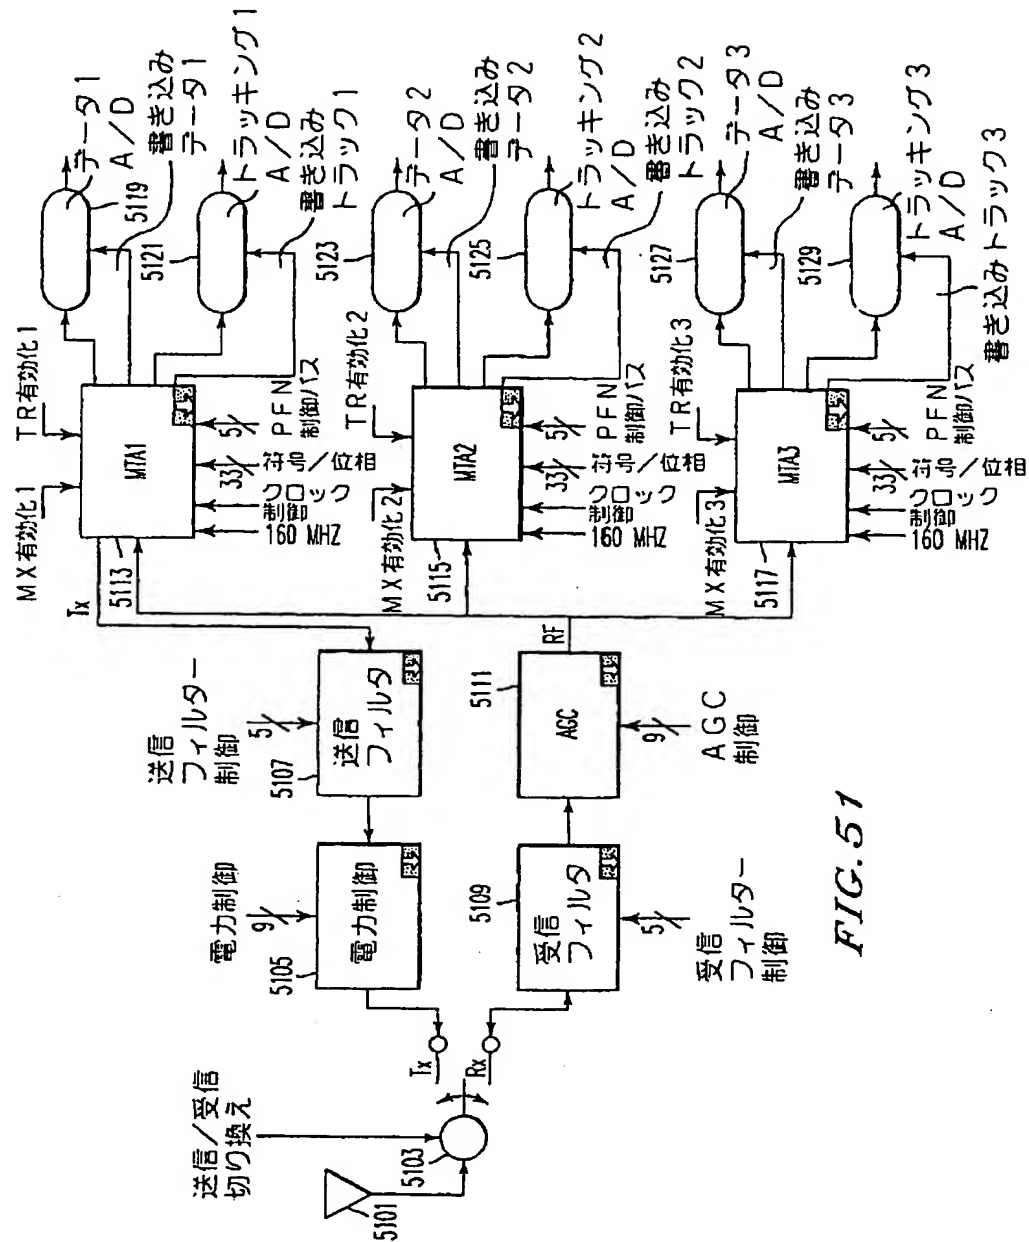 送信/受信
切り換え
5101
5103
Tx
Rx
電力制御
9
5105
電力制御
送信
フィルター
制御
5
5107
送信
フィルタ
Tx
5109
受信
フィルタ
5
受信
フィルター
制御
5111
AGC
9
AGC
制御
RF
MX有効化1
TR有効化1
5113
MTA1
160 MHZ
クロック
制御
33
符号/位相
5
PFN
制御バス
5119
データ1
A/D
書き込み
データ1
5121
トラッキング1
A/D
書き込み
トラック1
MX有効化2
TR有効化2
5115
MTA2
160 MHZ
クロック
制御
33
符号/位相
5
PFN
制御バス
5123
データ2
A/D
書き込み
データ2
5125
トラッキング2
A/D
書き込み
トラック2
MX有効化3
TR有効化3
5117
MTA3
160 MHZ
クロック
制御
33
符号/位相
5
PFN
制御バス
5127
データ3
A/D
書き込み
データ3
5129
トラッキング3
A/D
書き込みトラック3
FIG.51